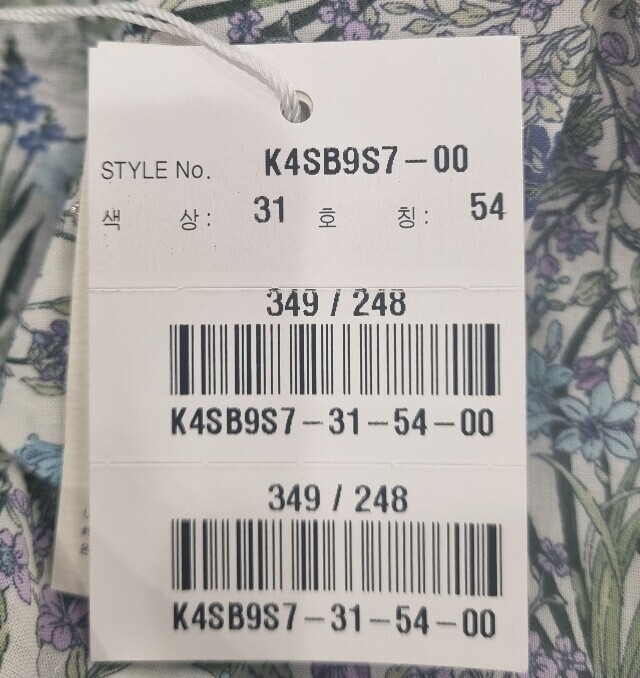 STYLE No. K4SB9S7-00
색 상: 31 호 칭: 54
349 / 248
K4SB9S7-31-54-00
349 / 248
K4SB9S7-31-54-00